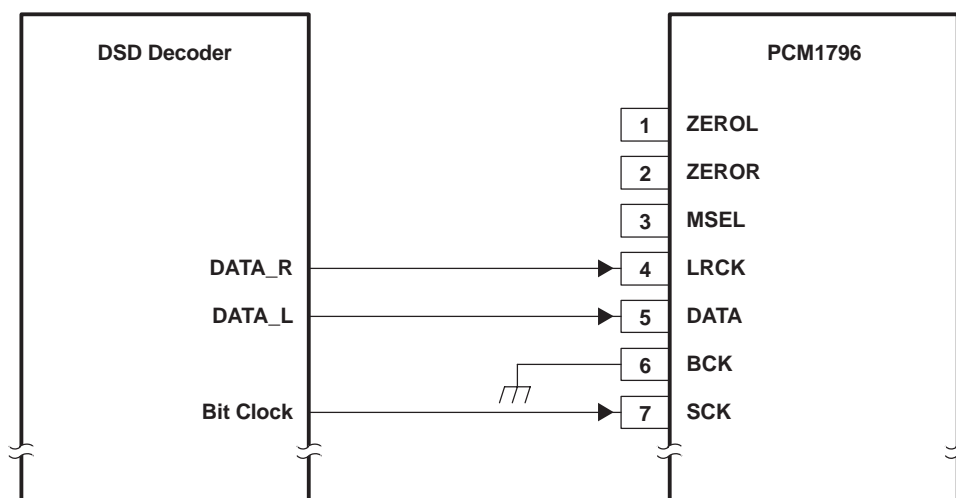 DSD Decoder
PCM1796
1 ZEROL
2 ZEROR
3 MSEL
DATA_R 4 LRCK
DATA_L 5 DATA
6 BCK
Bit Clock 7 SCK